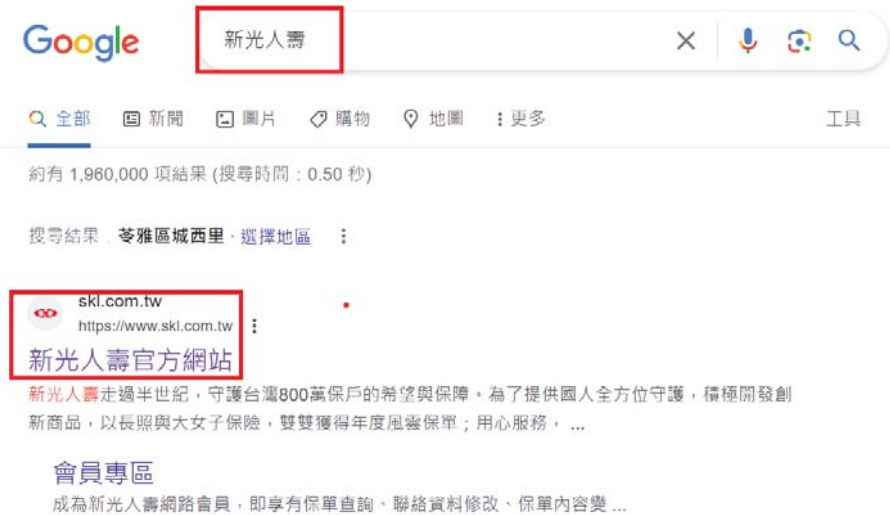 Google 新光人壽
全部 新聞 圖片 購物 地圖 更多 工具
約有 1,960,000 項結果 (搜尋時間：0.50 秒)
搜尋結果 . 苓雅區城西里 · 選擇地區
skl.com.tw
https://www.skl.com.tw
新光人壽官方網站
新光人壽走過半世紀，守護台灣800萬保戶的希望與保障。為了提供國人全方位守護，積極開發創
新商品，以長照與大女子保險，雙雙獲得年度風雲保單；用心服務， ...
會員專區
成為新光人壽網路會員，即享有保單查詢、聯絡資料修改、保單內容變 ...